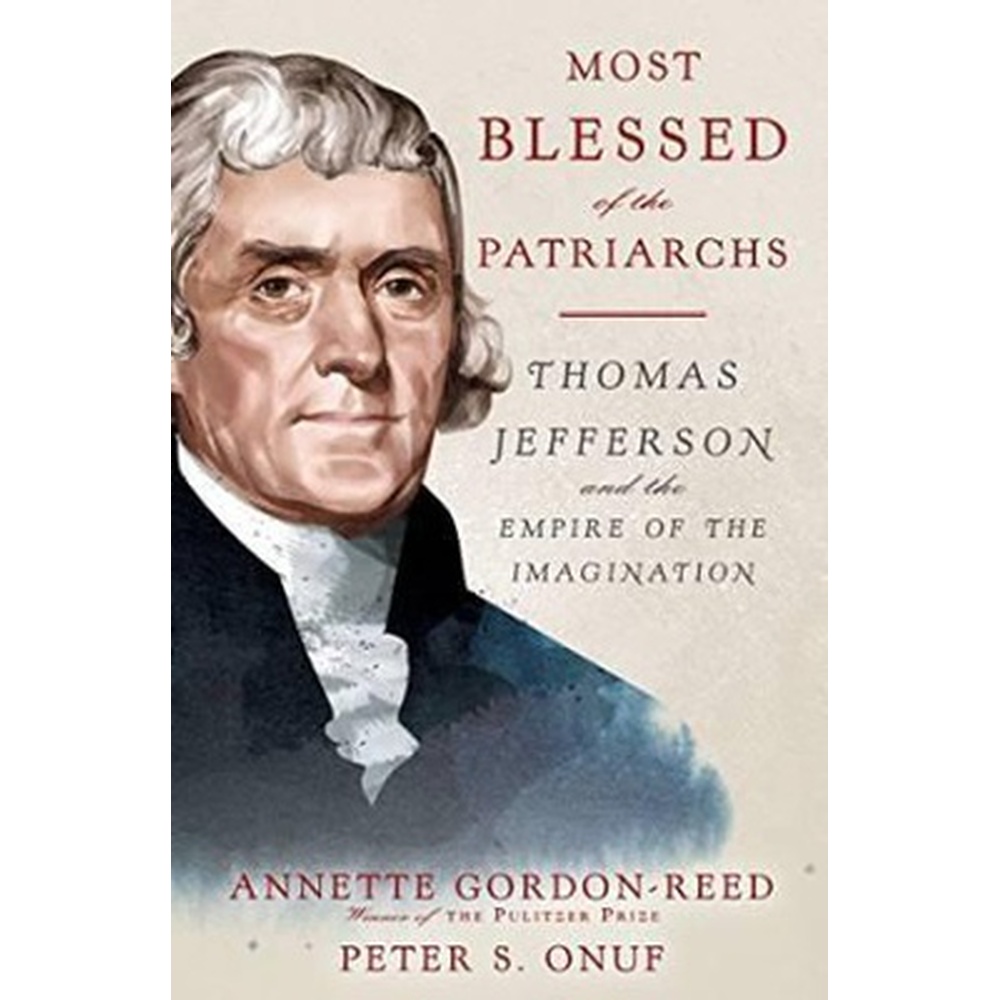 MOST
BLESSED
of the
PATRIARCHS
THOMAS
JEFFERSON
and the
EMPIRE OF THE
IMAGINATION
ANNETTE GORDON-REED
Winner of THE PULITZER PRIZE
PETER S. ONUF